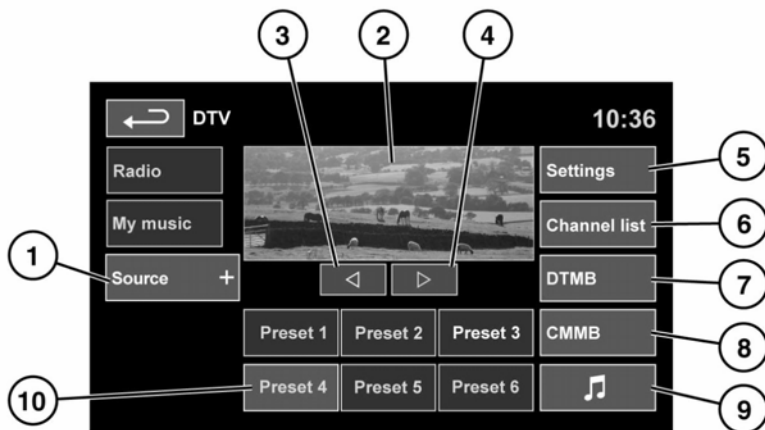 3
2
4
DTV
10:36
Radio
Settings
5
My music
Channel list
6
1
Source +
DTMB
7
Preset 1
Preset 2
Preset 3
CMMB
8
10
Preset 4
Preset 5
Preset 6
9